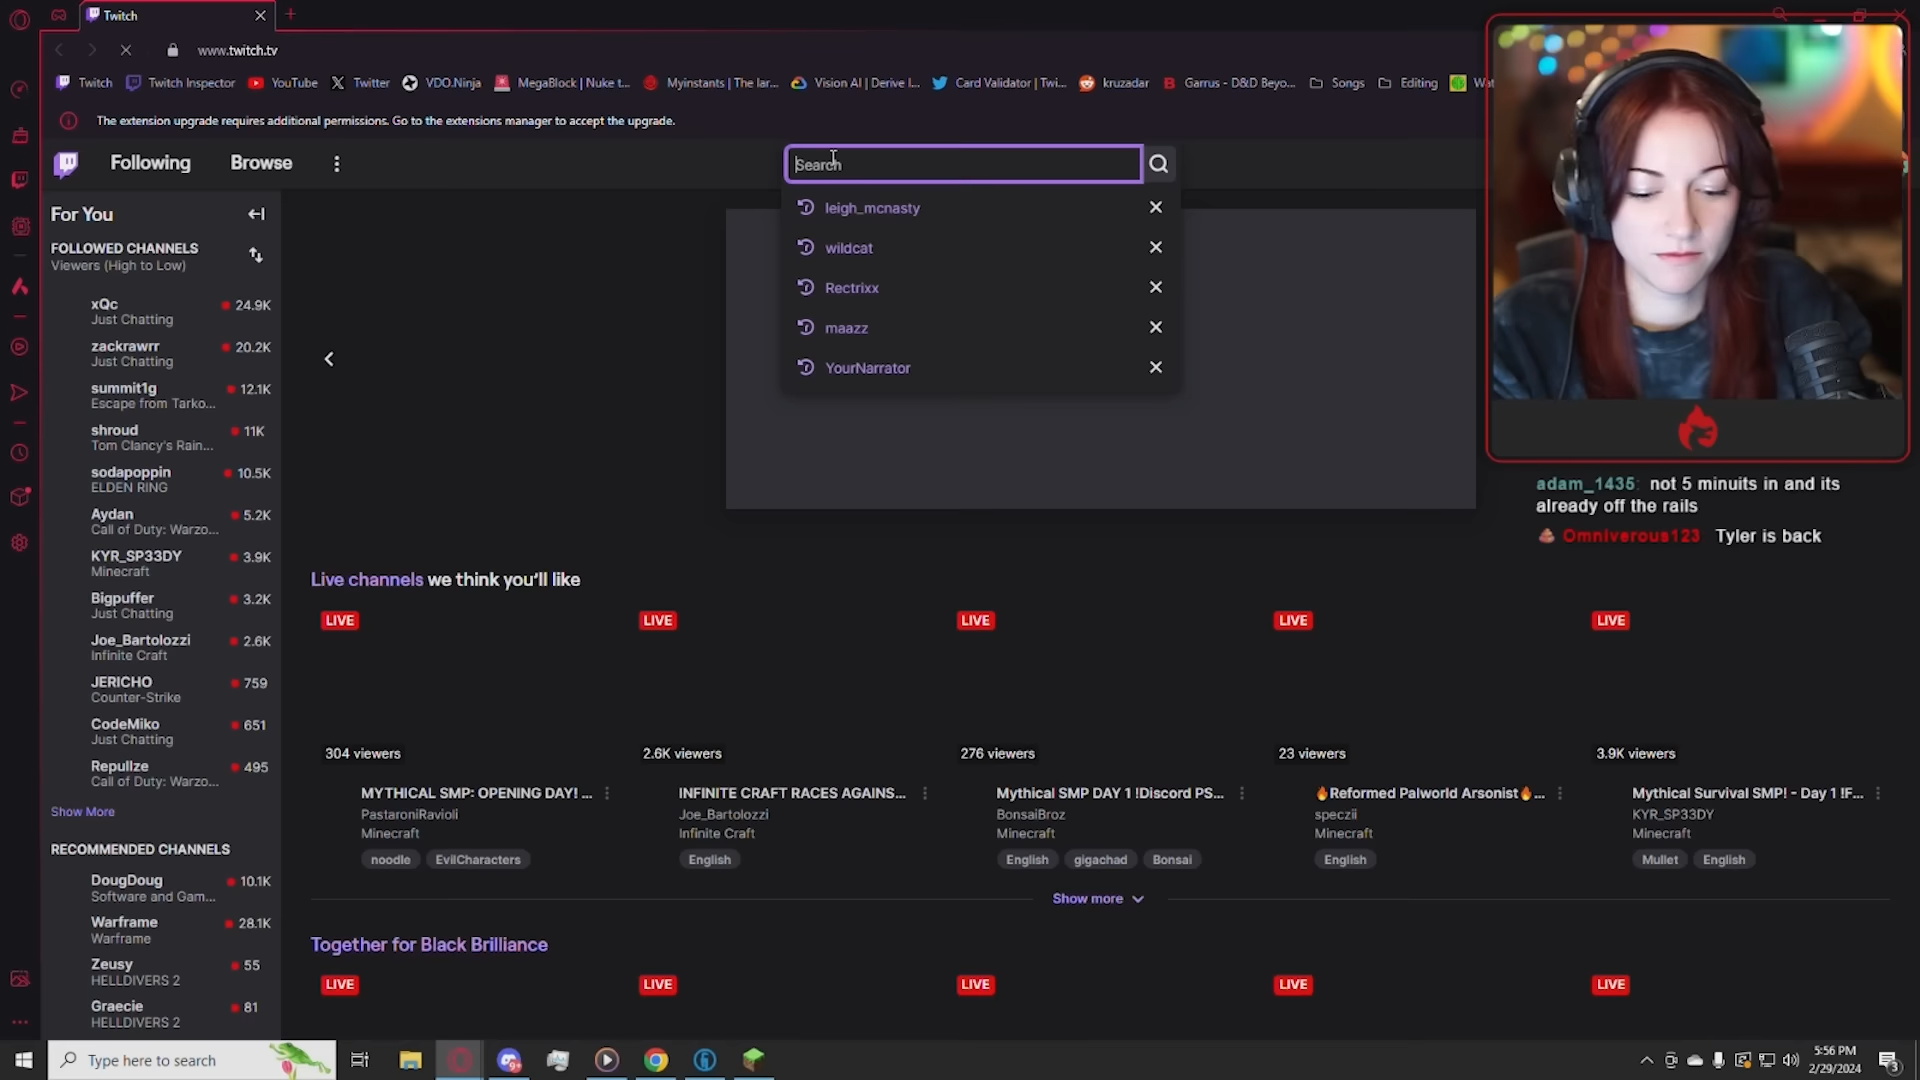 Twitch
www.twitch.tv
Twitch
Twitch Inspector
YouTube
Twitter
VDO.Ninja
MegaBlock | Nuke t...
Myinstants | The lar...
Vision AI | Derive I...
Card Validator | Twi...
kruzadar
Garrus - D&D Beyo...
Songs
Editing
The extension upgrade requires additional permissions. Go to the extensions manager to accept the upgrade.
Following
Browse
Search
leigh_mcnasty
wildcat
Rectrixx
maazz
YourNarrator
For You
FOLLOWED CHANNELS
Viewers (High to Low)
xQc 24.9K
Just Chatting
zackrawrr 20.2K
Just Chatting
summit1g 12.1K
Escape from Tarko...
shroud 11K
Tom Clancy's Rain...
sodapoppin 10.5K
ELDEN RING
Aydan 5.2K
Call of Duty: Warzo...
KYR_SP33DY 3.9K
Minecraft
Bigpuffer 3.2K
Just Chatting
Joe_Bartolozzi 2.6K
Infinite Craft
JERICHO 759
Counter-Strike
CodeMiko 651
Just Chatting
Repullze 495
Call of Duty: Warzo...
Show More
RECOMMENDED CHANNELS
DougDoug 10.1K
Software and Gam...
Warframe 28.1K
Warframe
Zeusy 55
HELLDIVERS 2
Graecie 81
HELLDIVERS 2
adam_1435: not 5 minuits in and its
already off the rails
Omniverous123 Tyler is back
Live channels we think you'll like
LIVE LIVE LIVE LIVE LIVE
304 viewers
2.6K viewers
276 viewers
23 viewers
3.9K viewers
MYTHICAL SMP: OPENING DAY! ...
PastaroniRavioli
Minecraft
noodle EvilCharacters
INFINITE CRAFT RACES AGAINS...
Joe_Bartolozzi
Infinite Craft
English
Mythical SMP DAY 1 !Discord PS...
BonsaiBroz
Minecraft
English gigachad Bonsai
🔥Reformed Palworld Arsonist🔥...
speczii
Minecraft
English
Mythical Survival SMP! - Day 1 !F...
KYR_SP33DY
Minecraft
Mullet English
Show more
Together for Black Brilliance
LIVE LIVE LIVE LIVE LIVE
Type here to search
5:56 PM
2/29/2024